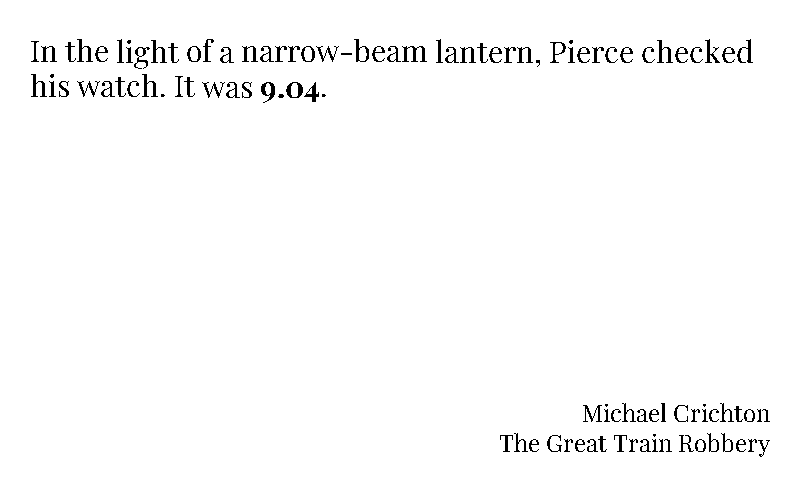 In the light of a narrow-beam lantern, Pierce checked
his watch. It was 9.04.
Michael Crichton
The Great Train Robbery